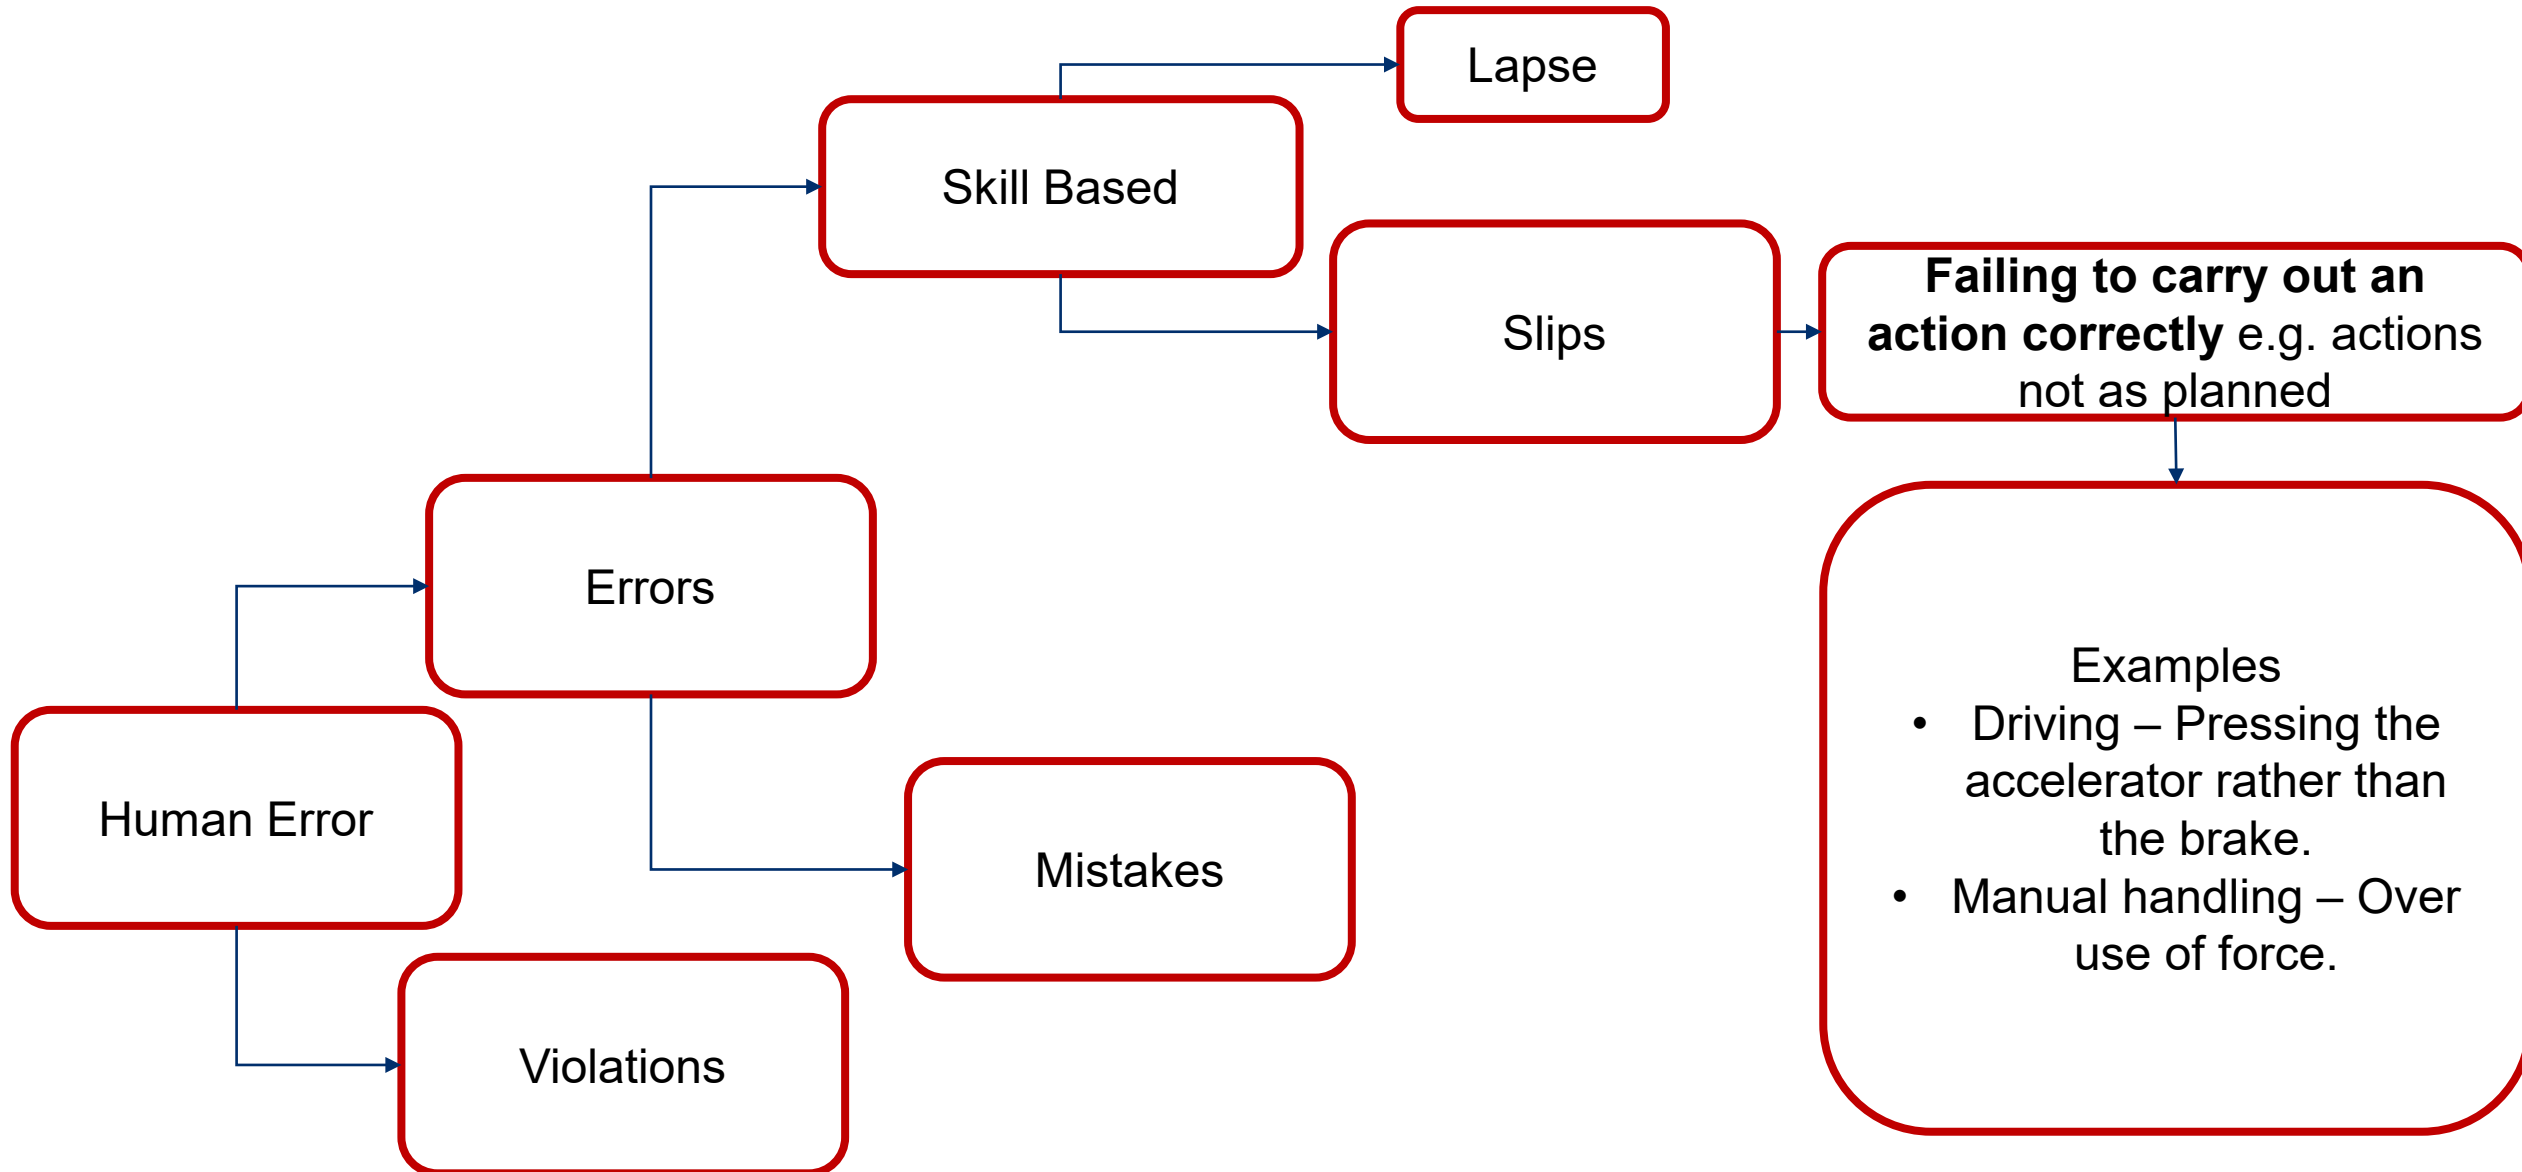 Lapse
Skill Based
Slips
Failing to carry out an
action correctly e.g. actions
not as planned
Errors
Examples
• Driving – Pressing the
accelerator rather than
the brake.
• Manual handling – Over
use of force.
Human Error
Mistakes
Violations